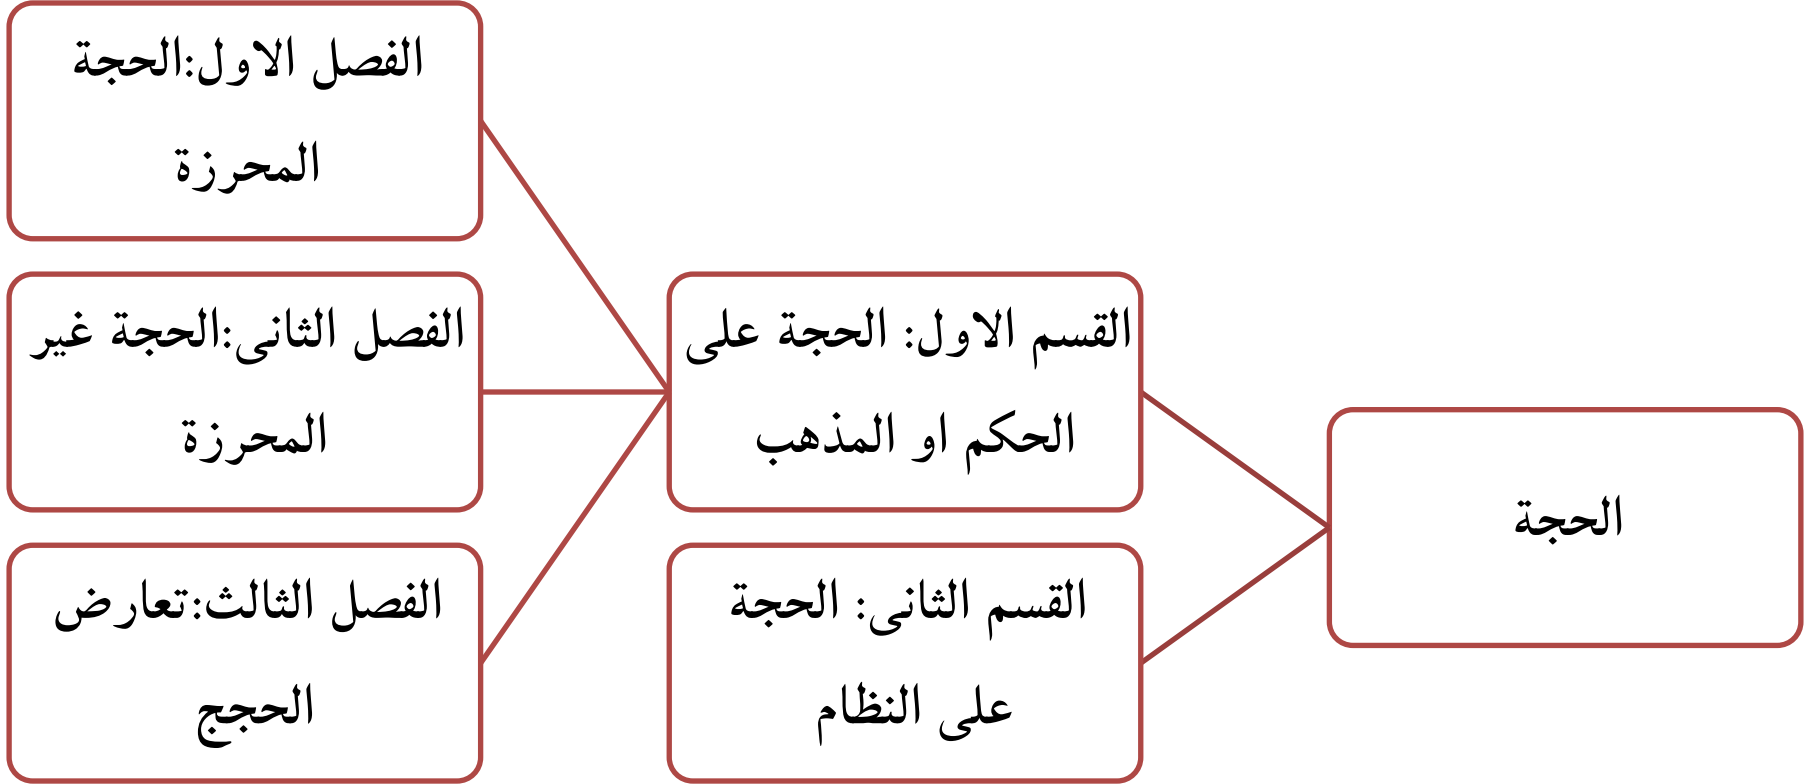 الحجة
القسم الاول: الحجة على
الحكم او المذهب
القسم الثانى: الحجة
على النظام
الفصل الاول:الحجة
المحرزة
الفصل الثانى:الحجة غير
المحرزة
الفصل الثالث:تعارض
الحجج